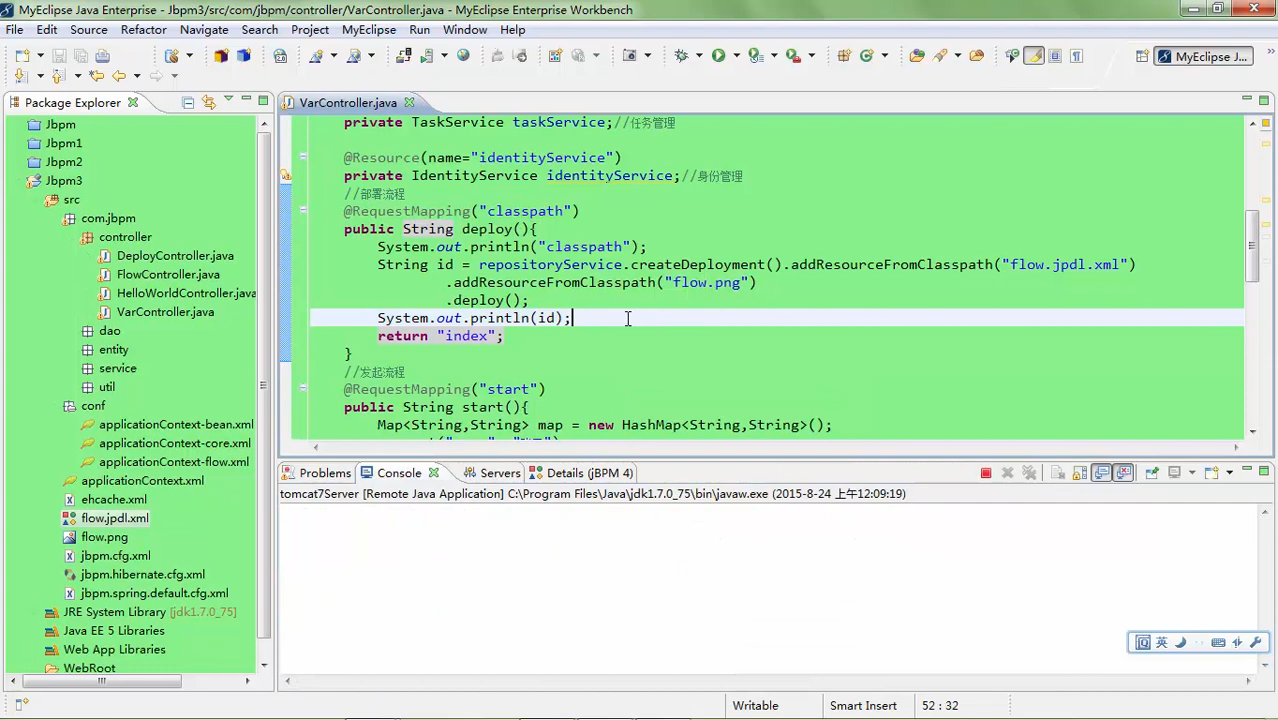 MyEclipse Java Enterprise - Jbpm3/src/com/jbpm/controller/VarController.java - MyEclipse Enterprise Workbench
File Edit Source Refactor Navigate Search Project MyEclipse Run Window Help
MyEclipse J...
Package Explorer
VarController.java
Jbpm
Jbpm1
Jbpm2
Jbpm3
src
com.jbpm
controller
DeployController.java
FlowController.java
HelloWorldController.java
VarController.java
dao
entity
service
util
conf
applicationContext-bean.xml
applicationContext-core.xml
applicationContext-flow.xml
applicationContext.xml
ehcache.xml
flow.jpdl.xml
flow.png
jbpm.cfg.xml
jbpm.hibernate.cfg.xml
jbpm.spring.default.cfg.xml
JRE System Library [jdk1.7.0_75]
Java EE 5 Libraries
Web App Libraries
WebRoot
private TaskService taskService;//任务管理
@Resource(name="identityService")
private IdentityService identityService;//身份管理
//部署流程
@RequestMapping("classpath")
public String deploy(){
System.out.println("classpath");
String id = repositoryService.createDeployment().addResourceFromClasspath("flow.jpdl.xml")
.addResourceFromClasspath("flow.png")
.deploy();
System.out.println(id);
return "index";
}
//发起流程
@RequestMapping("start")
public String start(){
Map<String,String> map = new HashMap<String,String>();
Problems Console Servers Details (jBPM 4)
tomcat7Server [Remote Java Application] C:\Program Files\Java\jdk1.7.0_75\bin\javaw.exe (2015-8-24 上午12:09:19)
英
Writable Smart Insert 52 : 32